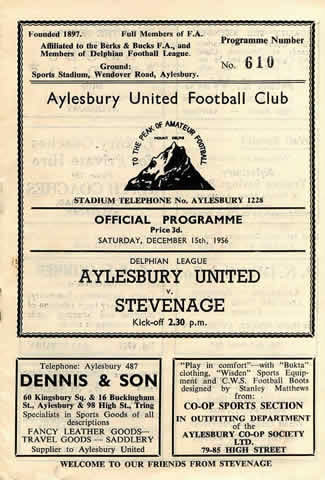 Founded 1897. Full Members of F.A.
Affiliated to the Berks & Bucks F.A., and
Members of Delphian Football League.
Ground:
Sports Stadium, Wendover Road, Aylesbury.
Programme Number
No. 610
Aylesbury United Football Club
TO THE PEAK OF AMATEUR FOOTBALL
MOUNT DELPHI
STADIUM TELEPHONE No. AYLESBURY 1228
OFFICIAL PROGRAMME
Price 3d.
SATURDAY, DECEMBER 15th, 1956
DELPHIAN LEAGUE
AYLESBURY UNITED
v.
STEVENAGE
Kick-off 2.30 p.m.
Telephone: Aylesbury 487
DENNIS & SON
60 Kingsbury Sq. & 16 Buckingham
St., Aylesbury & 98 High St., Tring
Specialists in Sports Goods of all
descriptions
FANCY LEATHER GOODS—
TRAVEL GOODS — SADDLERY
Supplier to Aylesbury United
"Play in comfort"—with "Bukta"
clothing, "Wisden" Sports Equip-
ment and C.W.S. Football Boots
designed by Stanley Matthews
from:
CO-OP SPORTS SECTION
IN OUTFITTING DEPARTMENT
of the
AYLESBURY CO-OP SOCIETY
LTD.
79-85 HIGH STREET
WELCOME TO OUR FRIENDS FROM STEVENAGE